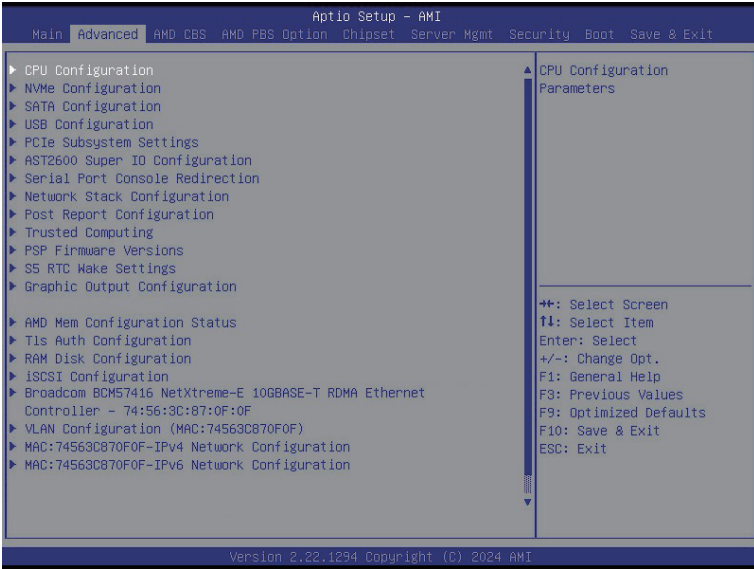 Aptio Setup - AMI
Main Advanced AMD CBS AMD PBS Option Chipset Server Mgmt Security Boot Save & Exit
CPU Configuration
NVMe Configuration
SATA Configuration
USB Configuration
PCIe Subsystem Settings
AST2600 Super IO Configuration
Serial Port Console Redirection
Network Stack Configuration
Post Report Configuration
Trusted Computing
PSP Firmware Versions
S5 RTC Wake Settings
Graphic Output Configuration
AMD Mem Configuration Status
Tls Auth Configuration
RAM Disk Configuration
iSCSI Configuration
Broadcom BCM57416 NetXtreme-E 10GBASE-T RDMA Ethernet
Controller - 74:56:3C:87:0F:0F
VLAN Configuration (MAC:74563C870F0F)
MAC:74563C870F0F-IPv4 Network Configuration
MAC:74563C870F0F-IPv6 Network Configuration
CPU Configuration
Parameters
→←: Select Screen
↑↓: Select Item
Enter: Select
+/-: Change Opt.
F1: General Help
F3: Previous Values
F9: Optimized Defaults
F10: Save & Exit
ESC: Exit
Version 2.22.1294 Copyright (C) 2024 AMI